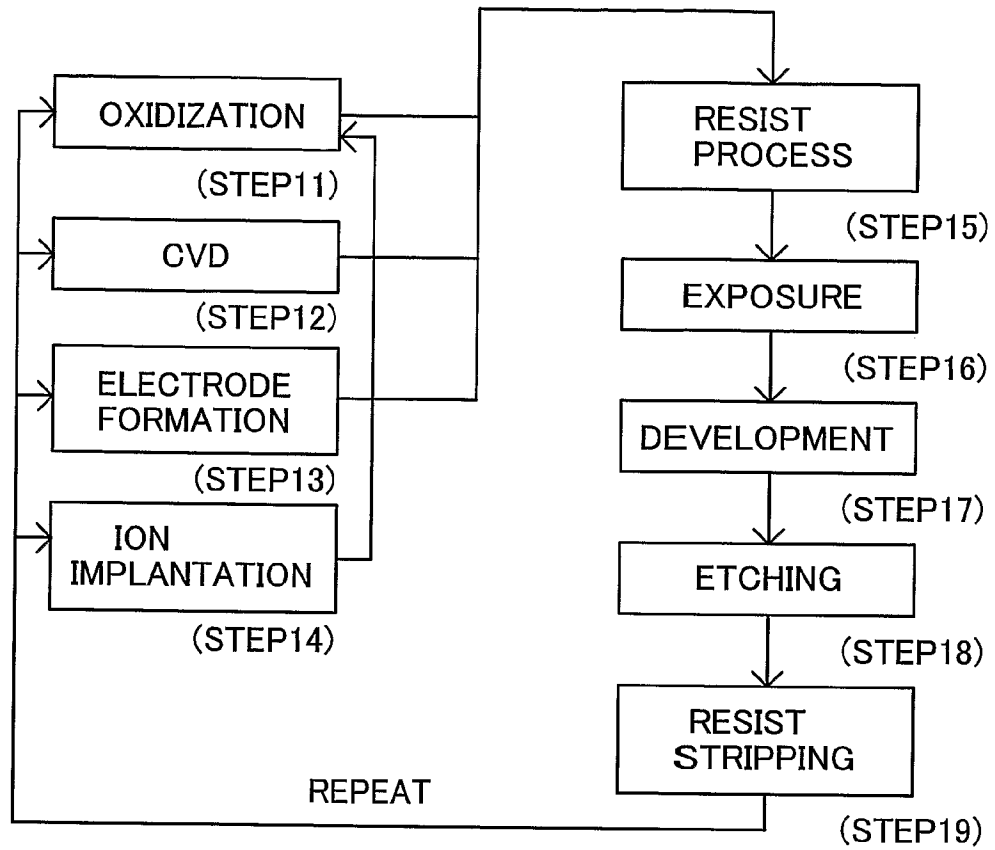 OXIDIZATION
(STEP11)
CVD
(STEP12)
ELECTRODE
FORMATION
(STEP13)
ION
IMPLANTATION
(STEP14)
RESIST
PROCESS
(STEP15)
EXPOSURE
(STEP16)
DEVELOPMENT
(STEP17)
ETCHING
(STEP18)
RESIST
STRIPPING
(STEP19)
REPEAT